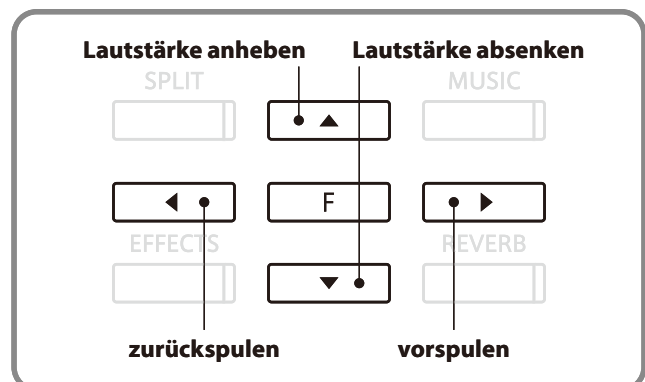 Lautstärke anheben Lautstärke absenken
SPLIT MUSIC
F
EFFECTS REVERB
zurückspulen vorspulen